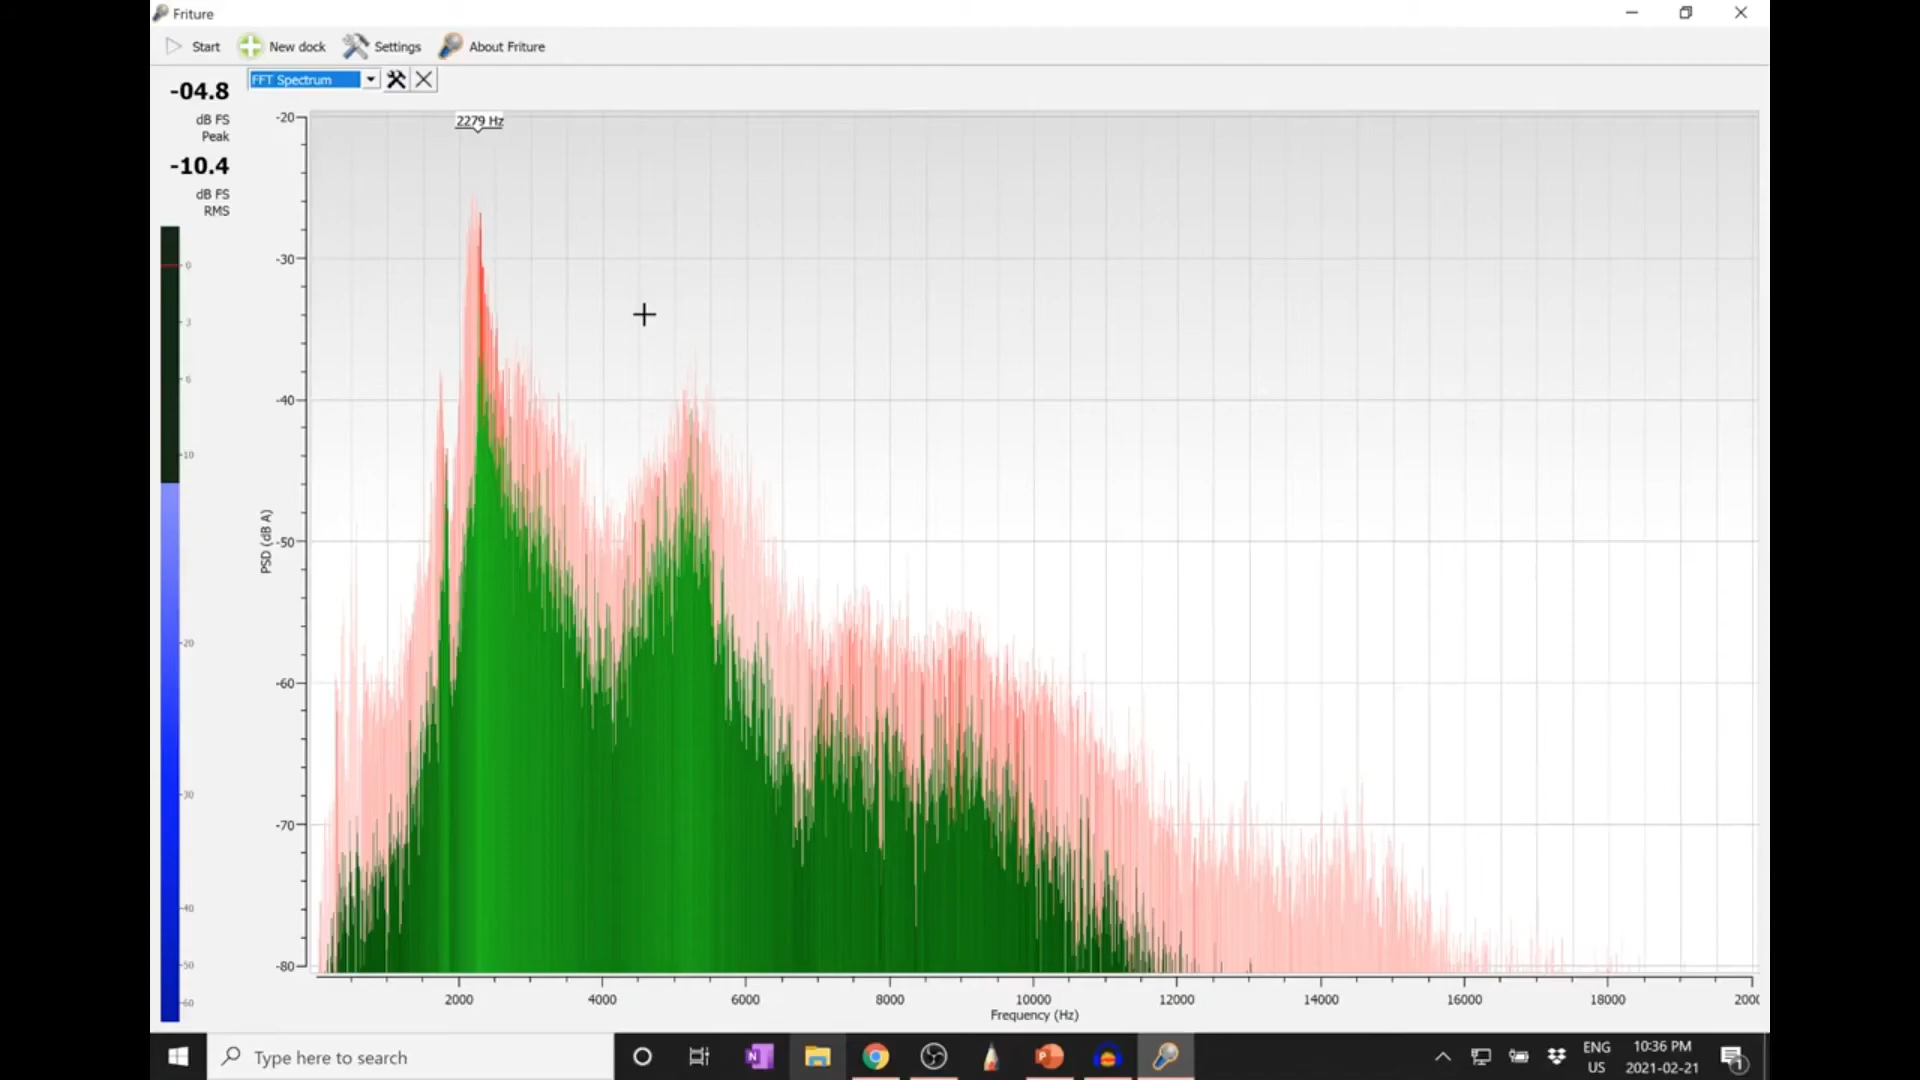 Friture
Start
New dock
Settings
About Friture
FFT Spectrum
-04.8
dB FS
Peak
-10.4
dB FS
RMS
0
-3
-6
-10
-20
-30
-40
-50
-60
2279 Hz
-20
-30
-40
-50
-60
-70
-80
PSD (dB A)
2000
4000
6000
8000
10000
12000
14000
16000
18000
2000
Frequency (Hz)
Type here to search
N
P
ENG
US
10:36 PM
2021-02-21
1